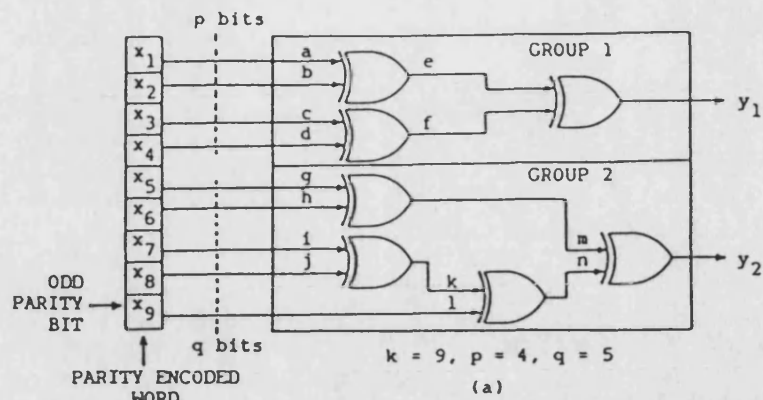 p bits
x1
x2
x3
x4
x5
x6
x7
x8
x9
a
b
c
d
e
f
GROUP 1
y1
GROUP 2
g
h
i
j
k
l
m
n
y2
ODD
PARITY
BIT
q bits
PARITY ENCODED
WORD
k = 9, p = 4, q = 5
(a)